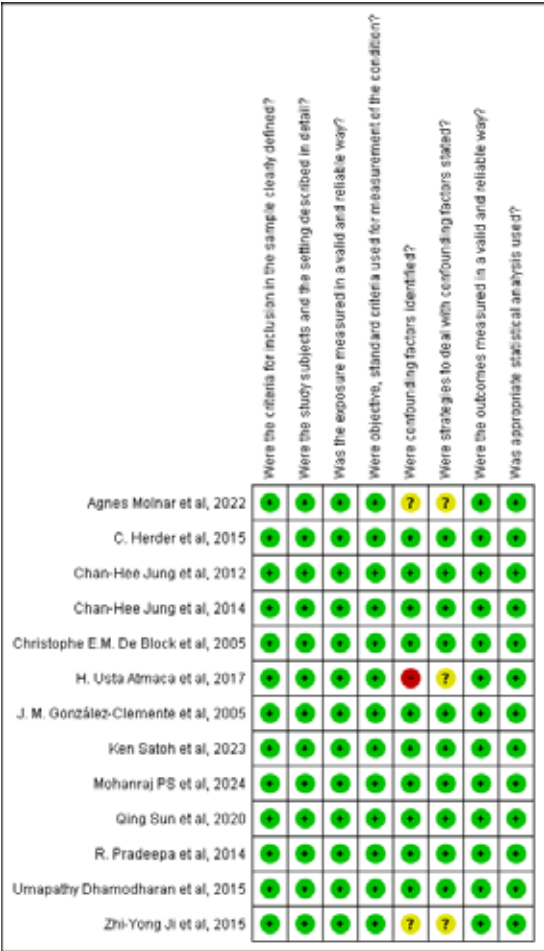 Were the criteria for inclusion in the sample clearly defined?
Were the study subjects and the setting described in detail?
Was the exposure measured in a valid and reliable way?
Were objective, standard criteria used for measurement of the condition?
Were confounding factors identified?
Were strategies to deal with confounding factors stated?
Were the outcomes measured in a valid and reliable way?
Was appropriate statistical analysis used?
Agnes Molnar et al, 2022 + + + + ? ? + +
C. Herder et al, 2015 + + + + + + + +
Chan-Hee Jung et al, 2012 + + + + + + + +
Chan-Hee Jung et al, 2014 + + + + + + + +
Christophe E.M. De Block et al, 2005 + + + + + + + +
H. Usta Atmaca et al, 2017 + + + + - ? + +
J. M. González-Clemente et al, 2005 + + + + + + + +
Ken Satoh et al, 2023 + + + + + + + +
Mohanraj PS et al, 2024 + + + + + + + +
Qing Sun et al, 2020 + + + + + + + +
R. Pradeepa et al, 2014 + + + + + + + +
Umapathy Dhamodharan et al, 2015 + + + + + + + +
Zhi-Yong Ji et al, 2015 + + + + ? ? + +